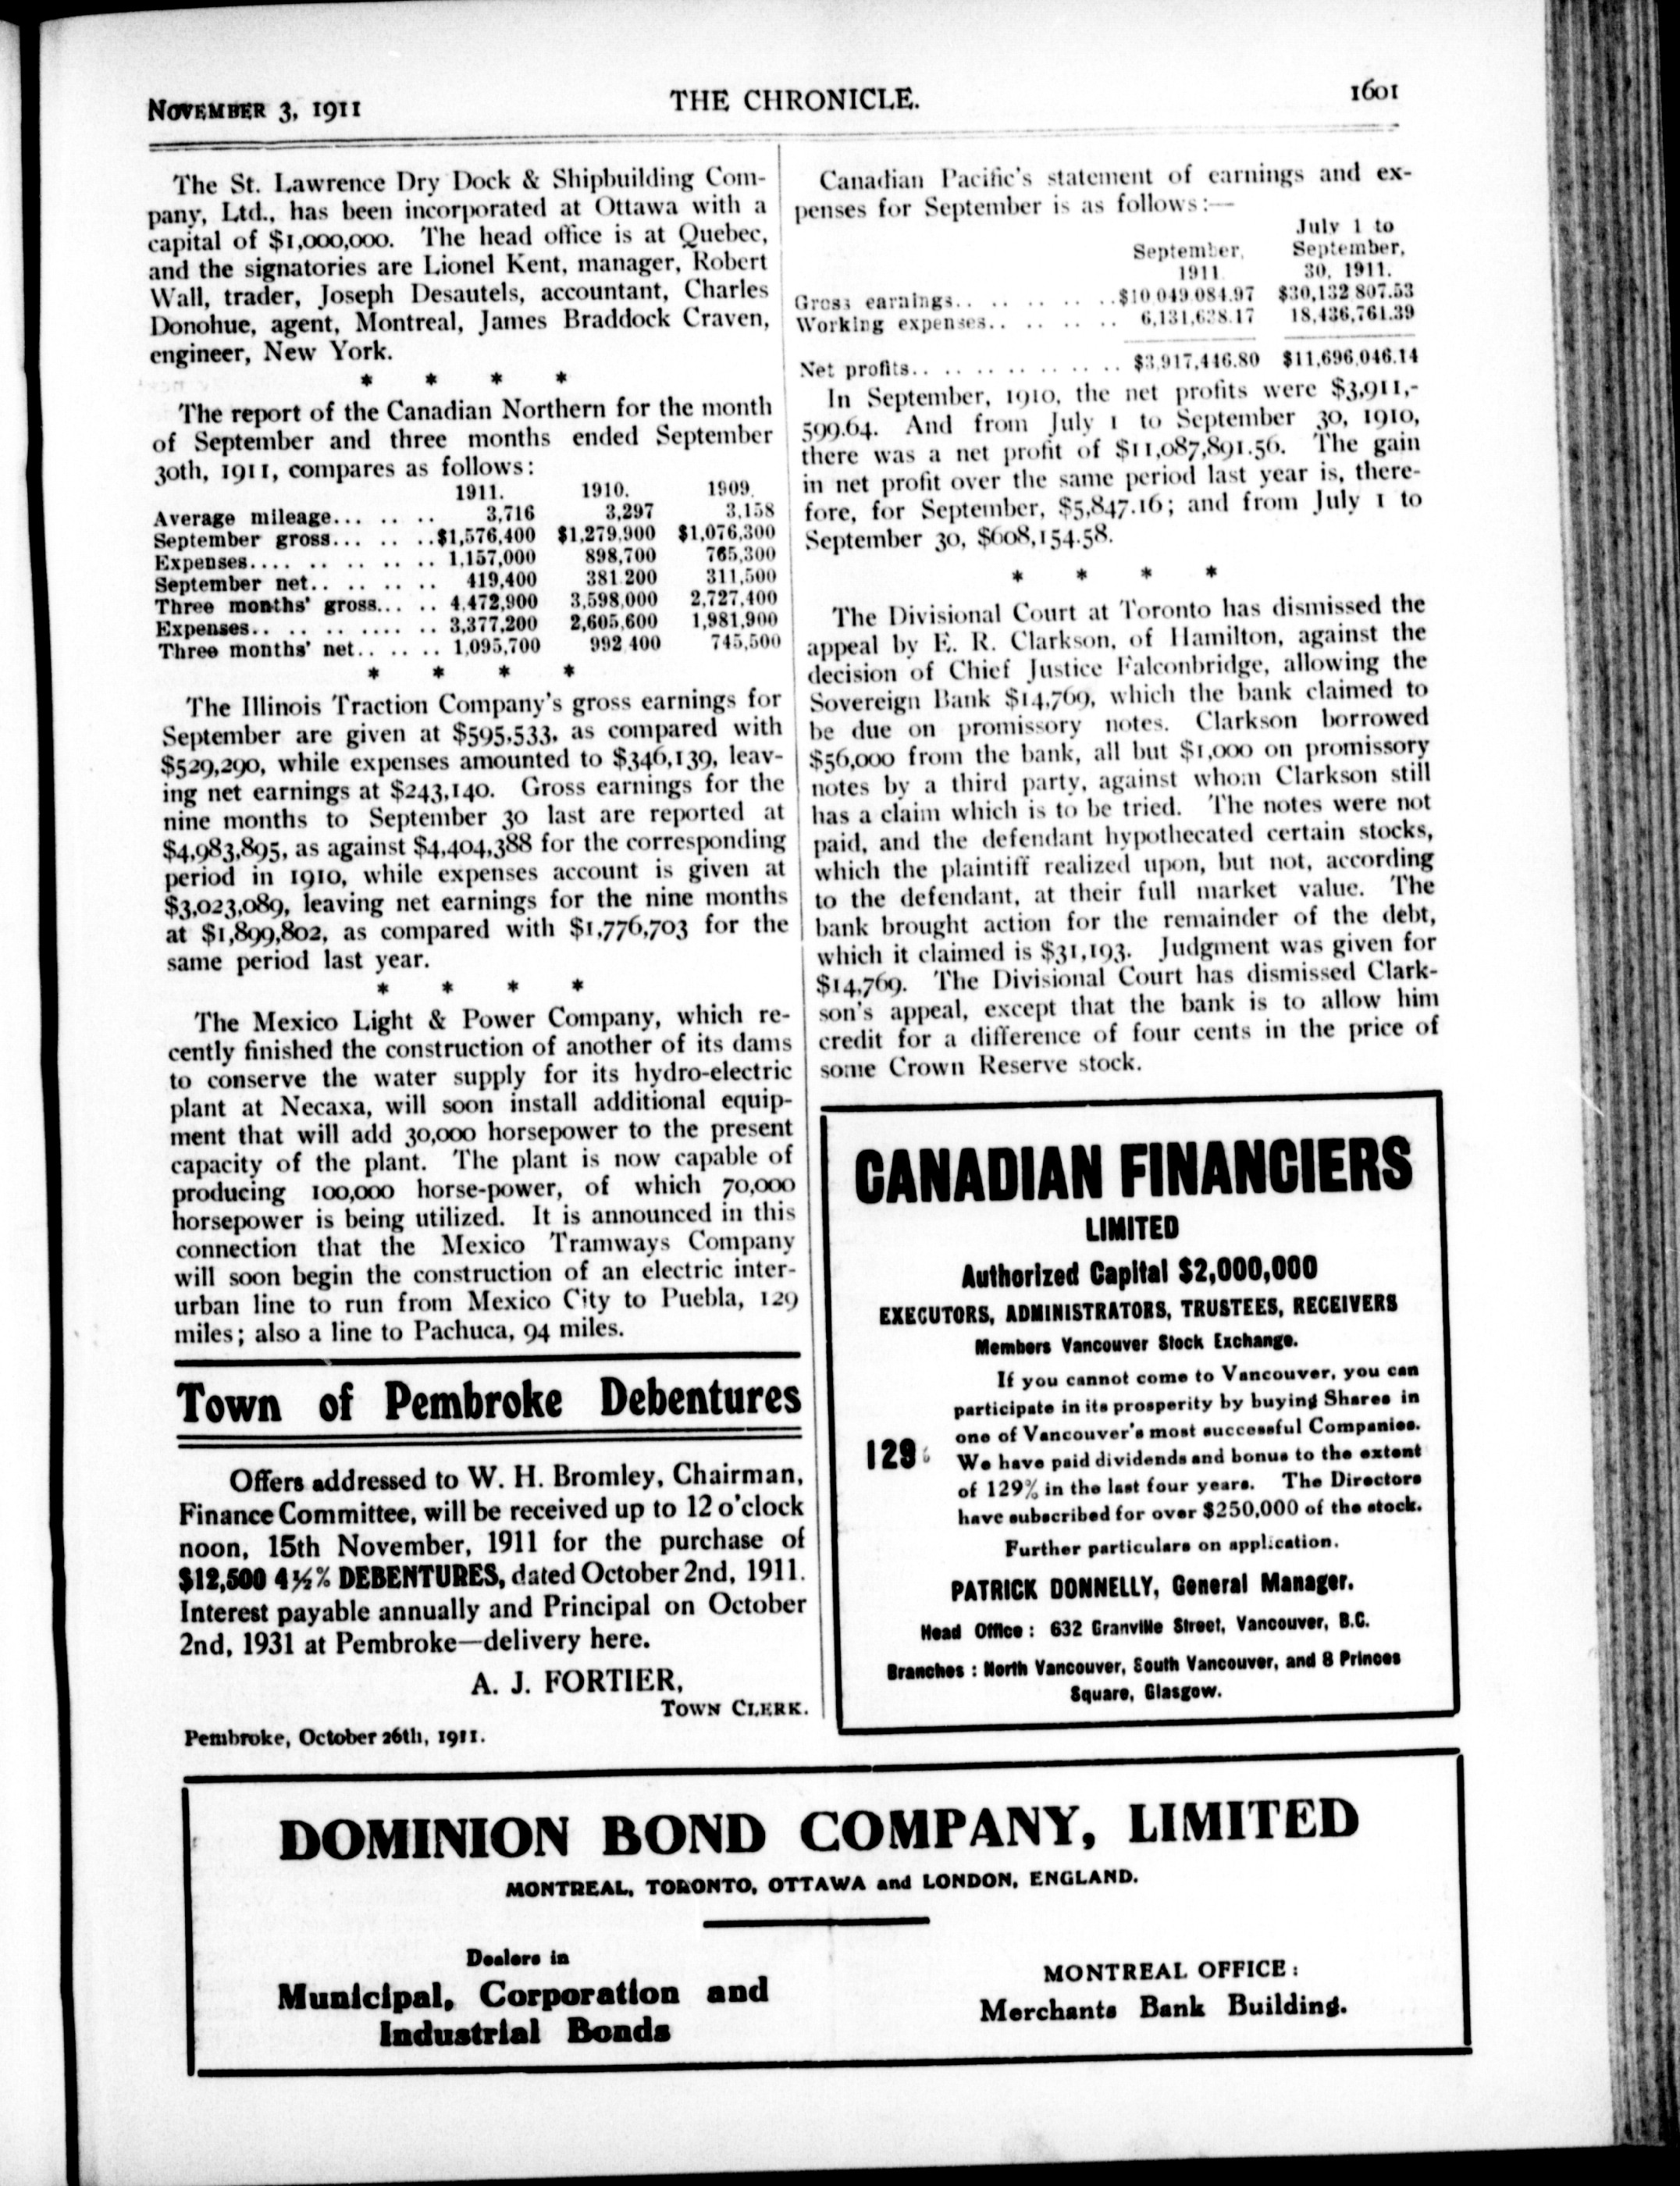 NOVEMBER 3, 1911
THE CHRONICLE.
1601
The St. Lawrence Dry Dock & Shipbuilding Com-
pany, Ltd., has been incorporated at Ottawa with a
capital of $1,000,000. The head office is at Quebec,
and the signatories are Lionel Kent, manager, Robert
Wall, trader, Joseph Desautels, accountant, Charles
Donohue, agent, Montreal, James Braddock Craven,
engineer, New York.
* * * *
The report of the Canadian Northern for the month
of September and three months ended September
30th, 1911, compares as follows:
1911. 1910. 1909.
Average mileage... .. .. 3,716 3,297 3,158
September gross... .. ..$1,576,400 $1,279,900 $1,076,300
Expenses.... .. .. .. .. 1,157,000 898,700 765,300
September net.. .. .. .. 419,400 381 200 311,500
Three months' gross... .. 4,472,900 3,598,000 2,727,400
Expenses.. .. .. .... .. 3,377,200 2,605,600 1,981,900
Three months' net.. .. .. 1,095,700 992 400 745,500
* * * *
The Illinois Traction Company's gross earnings for
September are given at $595,533, as compared with
$529,290, while expenses amounted to $346,139, leav-
ing net earnings at $243,140. Gross earnings for the
nine months to September 30 last are reported at
$4,983,895, as against $4,404,388 for the corresponding
period in 1910, while expenses account is given at
$3,023,089, leaving net earnings for the nine months
at $1,899,802, as compared with $1,776,703 for the
same period last year.
* * * *
The Mexico Light & Power Company, which re-
cently finished the construction of another of its dams
to conserve the water supply for its hydro-electric
plant at Necaxa, will soon install additional equip-
ment that will add 30,000 horsepower to the present
capacity of the plant. The plant is now capable of
producing 100,000 horse-power, of which 70,000
horsepower is being utilized. It is announced in this
connection that the Mexico Tramways Company
will soon begin the construction of an electric inter-
urban line to run from Mexico City to Puebla, 129
miles; also a line to Pachuca, 94 miles.
Town of Pembroke Debentures
Offers addressed to W. H. Bromley, Chairman,
Finance Committee, will be received up to 12 o'clock
noon, 15th November, 1911 for the purchase of
$12,500 4½% DEBENTURES, dated October 2nd, 1911.
Interest payable annually and Principal on October
2nd, 1931 at Pembroke—delivery here.
A. J. FORTIER,
TOWN CLERK.
Pembroke, October 26th, 1911.
Canadian Pacific's statement of earnings and ex-
penses for September is as follows:—
July 1 to
September, September,
1911 30, 1911.
Gross earnings.. .. .. .. ..$10 049 084.97 $30,132 807.53
Working expenses.. .. .. .. 6,131,638.17 18,436,761.39
Net profits.. .. .. .. .. .. $3,917,446.80 $11,696,046.14
In September, 1910, the net profits were $3,911,-
599.64. And from July 1 to September 30, 1910,
there was a net profit of $11,087,891.56. The gain
in net profit over the same period last year is, there-
fore, for September, $5,847.16; and from July 1 to
September 30, $608,154.58.
* * * *
The Divisional Court at Toronto has dismissed the
appeal by E. R. Clarkson, of Hamilton, against the
decision of Chief Justice Falconbridge, allowing the
Sovereign Bank $14,769, which the bank claimed to
be due on promissory notes. Clarkson borrowed
$56,000 from the bank, all but $1,000 on promissory
notes by a third party, against whom Clarkson still
has a claim which is to be tried. The notes were not
paid, and the defendant hypothecated certain stocks,
which the plaintiff realized upon, but not, according
to the defendant, at their full market value. The
bank brought action for the remainder of the debt,
which it claimed is $31,193. Judgment was given for
$14,769. The Divisional Court has dismissed Clark-
son's appeal, except that the bank is to allow him
credit for a difference of four cents in the price of
some Crown Reserve stock.
CANADIAN FINANCIERS
LIMITED
Authorized Capital $2,000,000
EXECUTORS, ADMINISTRATORS, TRUSTEES, RECEIVERS
Members Vancouver Stock Exchange.
If you cannot come to Vancouver, you can
participate in its prosperity by buying Shares in
one of Vancouver's most successful Companies.
129
We have paid dividends and bonus to the extent
of 129% in the last four years. The Directors
have subscribed for over $250,000 of the stock.
Further particulars on application.
PATRICK DONNELLY, General Manager.
Head Office : 632 Granville Street, Vancouver, B.C.
Branches : North Vancouver, South Vancouver, and 8 Princes
Square, Glasgow.
DOMINION BOND COMPANY, LIMITED
MONTREAL, TORONTO, OTTAWA and LONDON, ENGLAND.
Dealers in
Municipal, Corporation and
Industrial Bonds
MONTREAL OFFICE :
Merchants Bank Building.